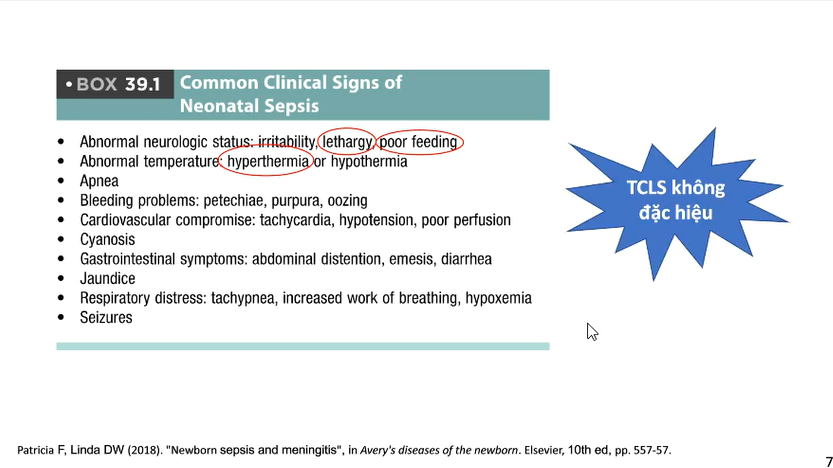 • BOX 39.1 Common Clinical Signs of
Neonatal Sepsis
• Abnormal neurologic status: irritability, lethargy, poor feeding
• Abnormal temperature: hyperthermia or hypothermia
• Apnea
• Bleeding problems: petechiae, purpura, oozing
• Cardiovascular compromise: tachycardia, hypotension, poor perfusion
• Cyanosis
• Gastrointestinal symptoms: abdominal distention, emesis, diarrhea
• Jaundice
• Respiratory distress: tachypnea, increased work of breathing, hypoxemia
• Seizures
TCLS không
đặc hiệu
Patricia F, Linda DW (2018). "Newborn sepsis and meningitis", in Avery's diseases of the newborn. Elsevier, 10th ed, pp. 557-57.
7